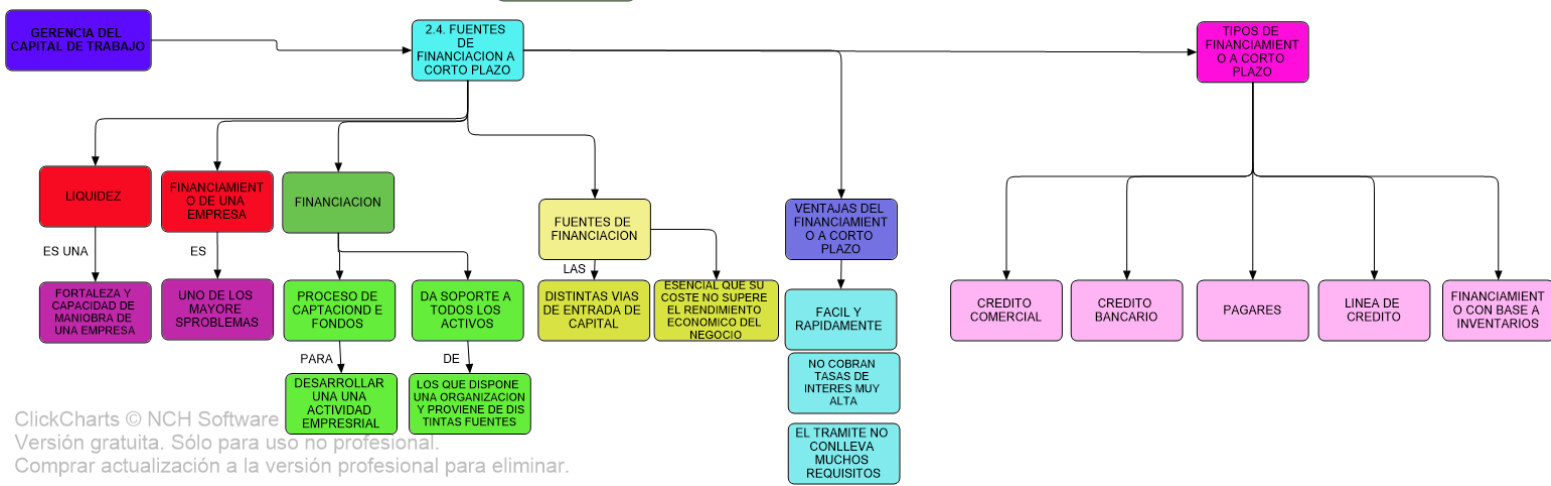 GERENCIA DEL
CAPITAL DE TRABAJO
2.4. FUENTES
DE
FINANCIACION A
CORTO PLAZO
TIPOS DE
FINANCIAMIENT
O A CORTO
PLAZO
LIQUIDEZ
FINANCIAMIENT
O DE UNA
EMPRESA
FINANCIACION
FUENTES DE
FINANCIACION
VENTAJAS DEL
FINANCIAMIENT
O A CORTO
PLAZO
ES UNA
ES
LAS
FORTALEZA Y
CAPACIDAD DE
MANIOBRA DE
UNA EMPRESA
UNO DE LOS
MAYORE
SPROBLEMAS
PROCESO DE
CAPTACIOND E
FONDOS
DA SOPORTE A
TODOS LOS
ACTIVOS
DISTINTAS VIAS
DE ENTRADA DE
CAPITAL
ESENCIAL QUE SU
COSTE NO SUPERE
EL RENDIMIENTO
ECONOMICO DEL
NEGOCIO
FACIL Y
RAPIDAMENTE
CREDITO
COMERCIAL
CREDITO
BANCARIO
PAGARES
LINEA DE
CREDITO
FINANCIAMIENT
O CON BASE A
INVENTARIOS
PARA
DE
DESARROLLAR
UNA UNA
ACTIVIDAD
EMPRESRIAL
LOS QUE DISPONE
UNA ORGANIZACION
Y PROVIENE DE DIS
TINTAS FUENTES
NO COBRAN
TASAS DE
INTERES MUY
ALTA
EL TRAMITE NO
CONLLEVA
MUCHOS
REQUISITOS
ClickCharts © NCH Software
Versión gratuita. Sólo para uso no profesional.
Comprar actualización a la versión profesional para eliminar.